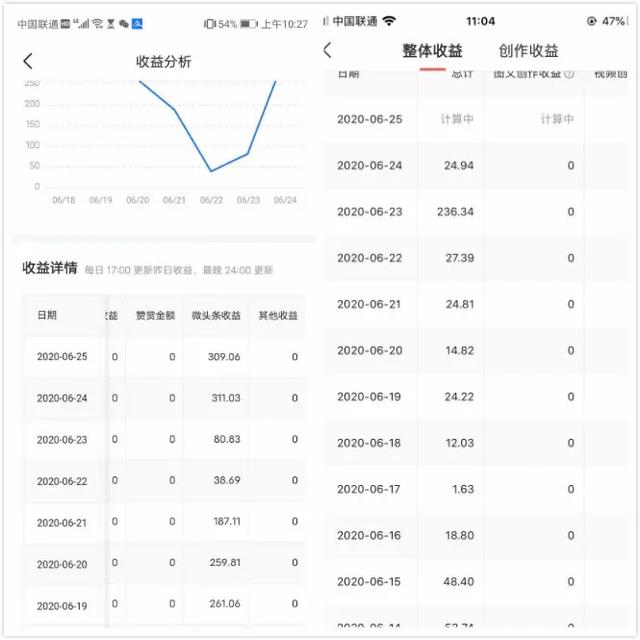 中国联通 HD 54% 上午10:27
收益分析
250
200
150
100
50
0
06/18 06/19 06/20 06/21 06/22 06/23 06/24
收益详情 每日 17:00 更新昨日收益，最晚 24:00 更新
日期 收益 赞赏金额 微头条收益 其他收益
2020-06-25 0 0 309.06 0
2020-06-24 0 0 311.03 0
2020-06-23 0 0 80.83 0
2020-06-22 0 0 38.69 0
2020-06-21 0 0 187.11 0
2020-06-20 0 0 259.81 0
2020-06-19 0 0 261.06 0
中国联通 11:04 47%
整体收益 创作收益
日期 总计 图文创作收益 视频创
2020-06-25 计算中 计算中
2020-06-24 24.94 0
2020-06-23 236.34 0
2020-06-22 27.39 0
2020-06-21 24.81 0
2020-06-20 14.82 0
2020-06-19 24.22 0
2020-06-18 12.03 0
2020-06-17 1.63 0
2020-06-16 18.80 0
2020-06-15 48.40 0